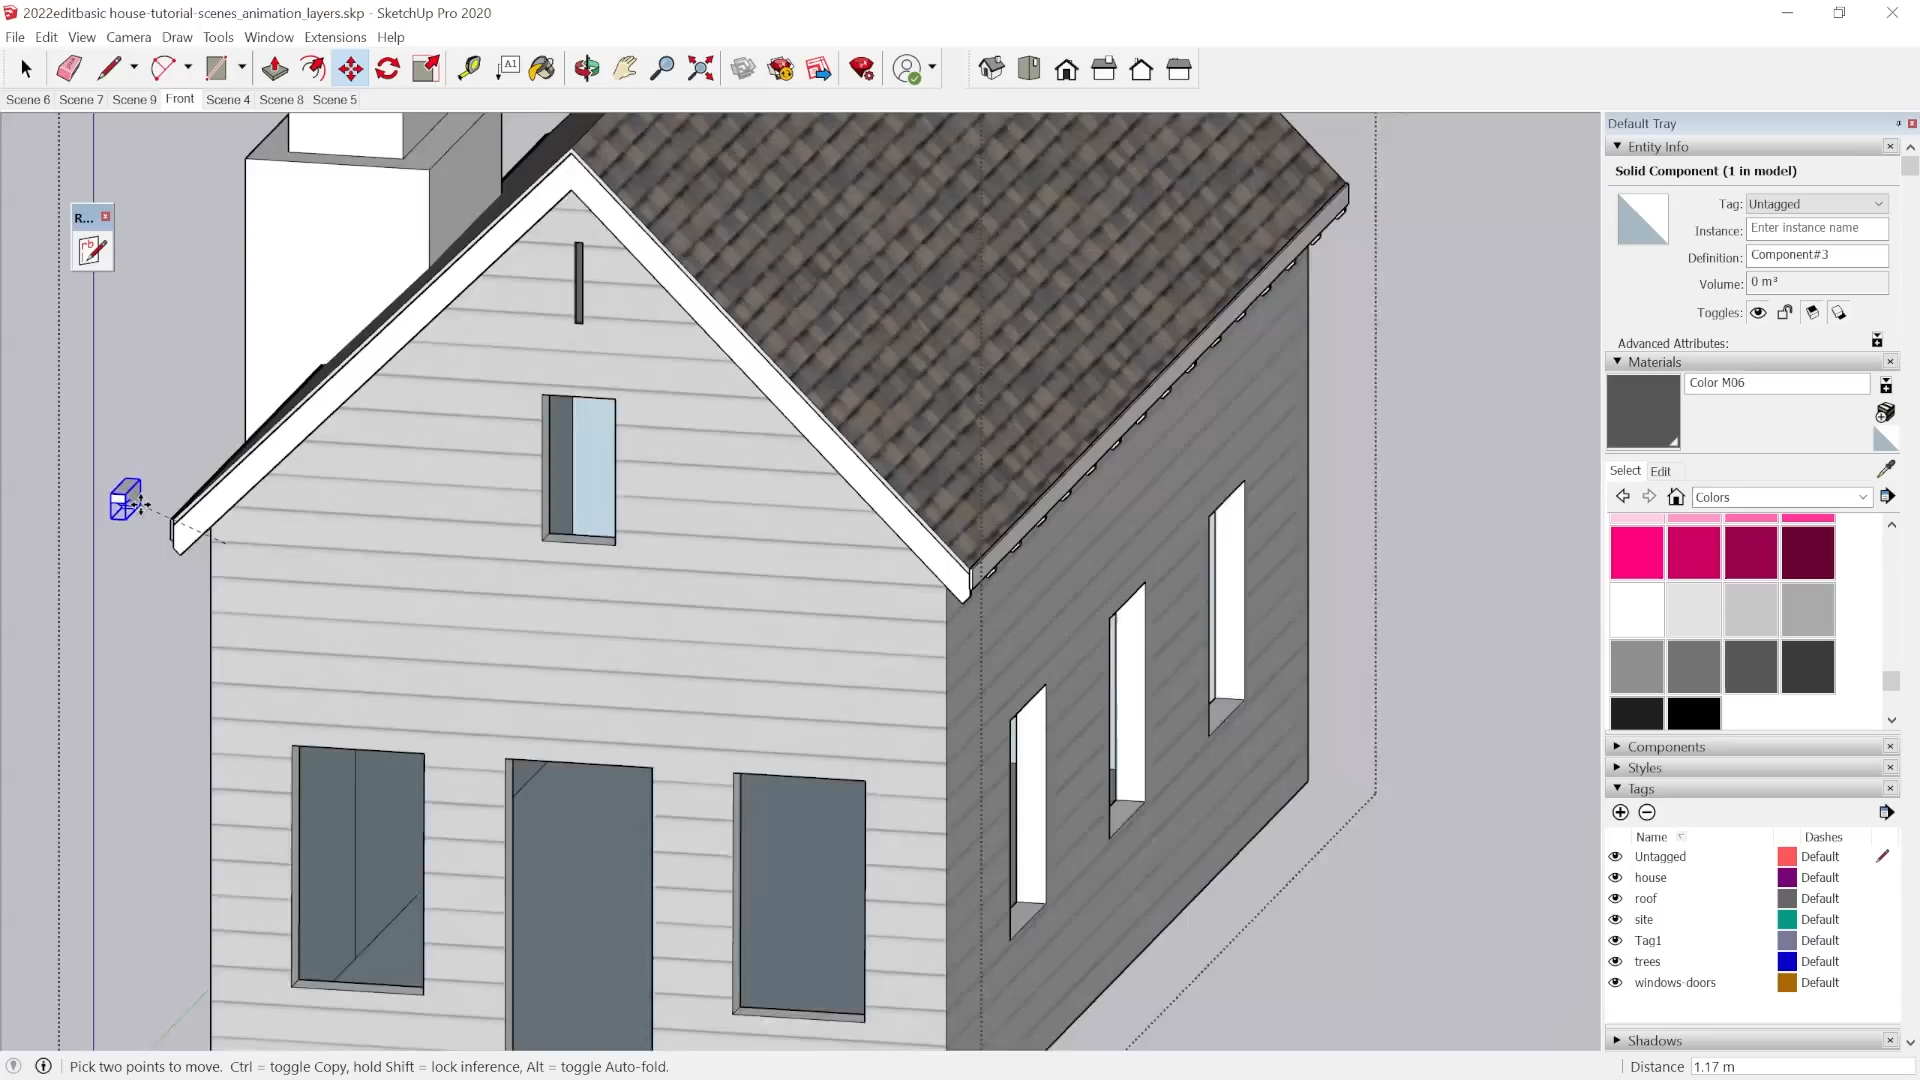 2022editbasic house-tutorial-scenes_animation_layers.skp - SketchUp Pro 2020
File Edit View Camera Draw Tools Window Extensions Help
A1
Scene 6 Scene 7 Scene 9 Front Scene 4 Scene 8 Scene 5
R...
rb
Default Tray
Entity Info
Solid Component (1 in model)
Tag: Untagged
Instance: Enter instance name
Definition: Component#3
Volume: 0 m³
Toggles:
Advanced Attributes:
Materials
Color M06
Select Edit
Colors
Components
Styles
Tags
Name Dashes
Untagged Default
house Default
roof Default
site Default
Tag1 Default
trees Default
windows-doors Default
Shadows
Pick two points to move. Ctrl = toggle Copy, hold Shift = lock inference, Alt = toggle Auto-fold.
Distance 1.17 m